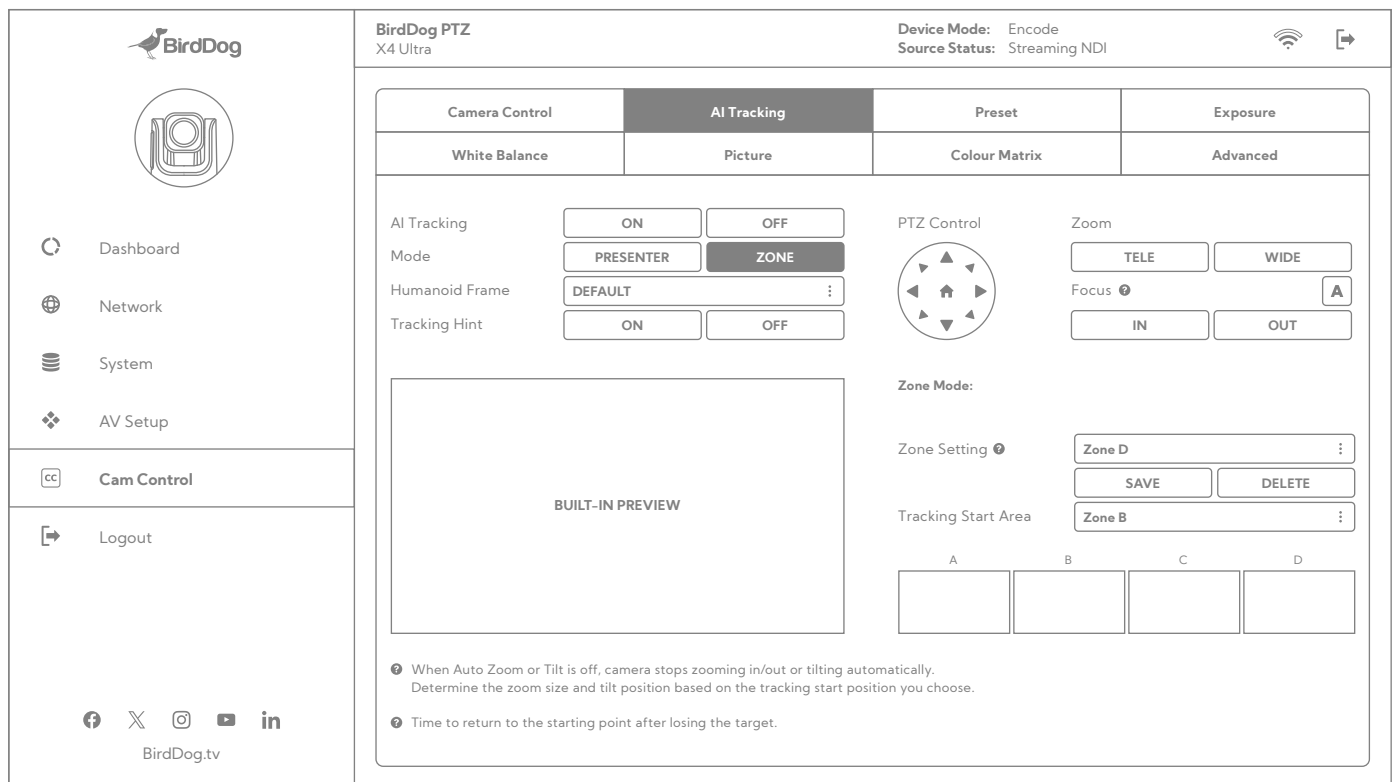 BirdDog
BirdDog PTZ
X4 Ultra
Device Mode: Encode
Source Status: Streaming NDI
Dashboard
Network
System
AV Setup
CC Cam Control
Logout
BirdDog.tv
Camera Control AI Tracking Preset Exposure
White Balance Picture Colour Matrix Advanced
AI Tracking ON OFF
Mode PRESENTER ZONE
Humanoid Frame DEFAULT
Tracking Hint ON OFF
PTZ Control
Zoom
TELE WIDE
Focus ? A
IN OUT
BUILT-IN PREVIEW
Zone Mode:
Zone Setting ? Zone D
SAVE DELETE
Tracking Start Area Zone B
A B C D
? When Auto Zoom or Tilt is off, camera stops zooming in/out or tilting automatically.
Determine the zoom size and tilt position based on the tracking start position you choose.
? Time to return to the starting point after losing the target.